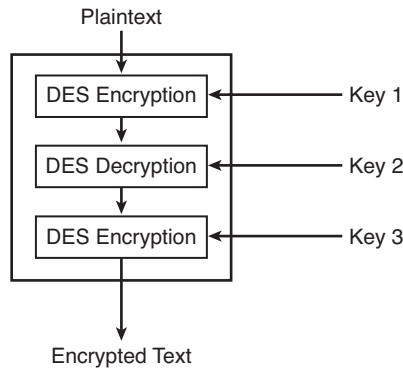 Plaintext
DES Encryption
Key 1
DES Decryption
Key 2
DES Encryption
Key 3
Encrypted Text